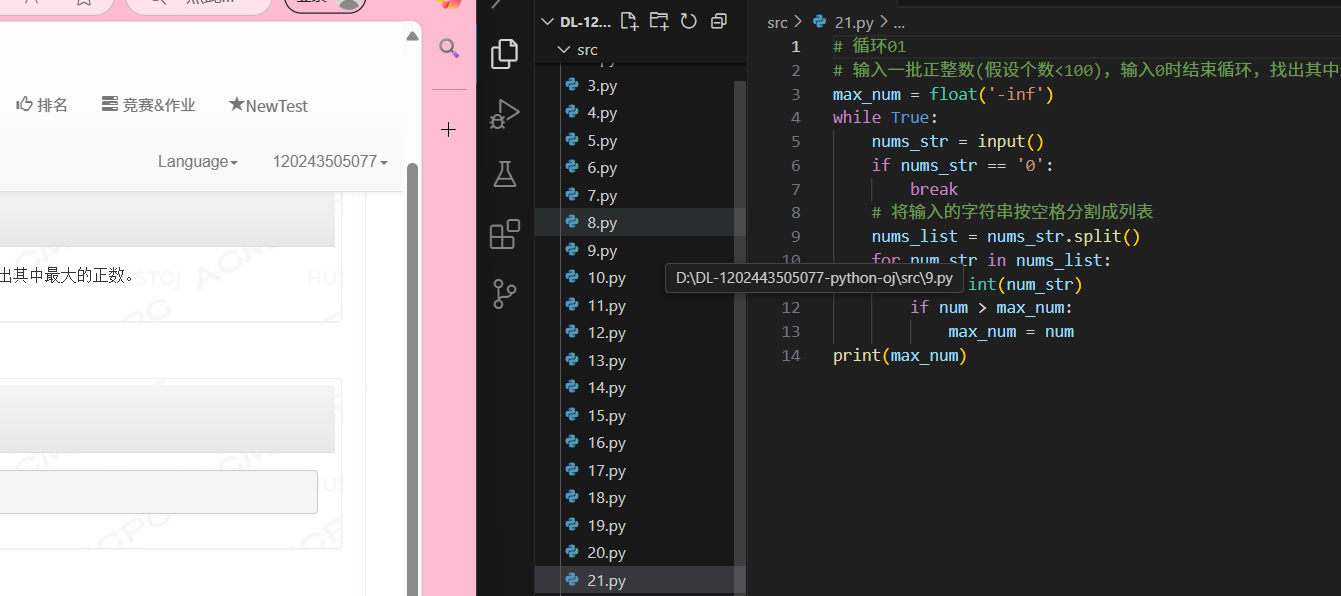 排名
竞赛&作业
NewTest
Language
120243505077
出其中最大的正数。
DL-12...
src
3.py
4.py
5.py
6.py
7.py
8.py
9.py
10.py
11.py
12.py
13.py
14.py
15.py
16.py
17.py
18.py
19.py
20.py
21.py
D:\DL-1202443505077-python-oj\src\9.py
src > 21.py > ...
1 # 循环01
2 # 输入一批正整数(假设个数<100)，输入0时结束循环，找出其中
3 max_num = float('-inf')
4 while True:
5 nums_str = input()
6 if nums_str == '0':
7 break
8 # 将输入的字符串按空格分割成列表
9 nums_list = nums_str.split()
10 for num_str in nums_list:
int(num_str)
12 if num > max_num:
13 max_num = num
14 print(max_num)